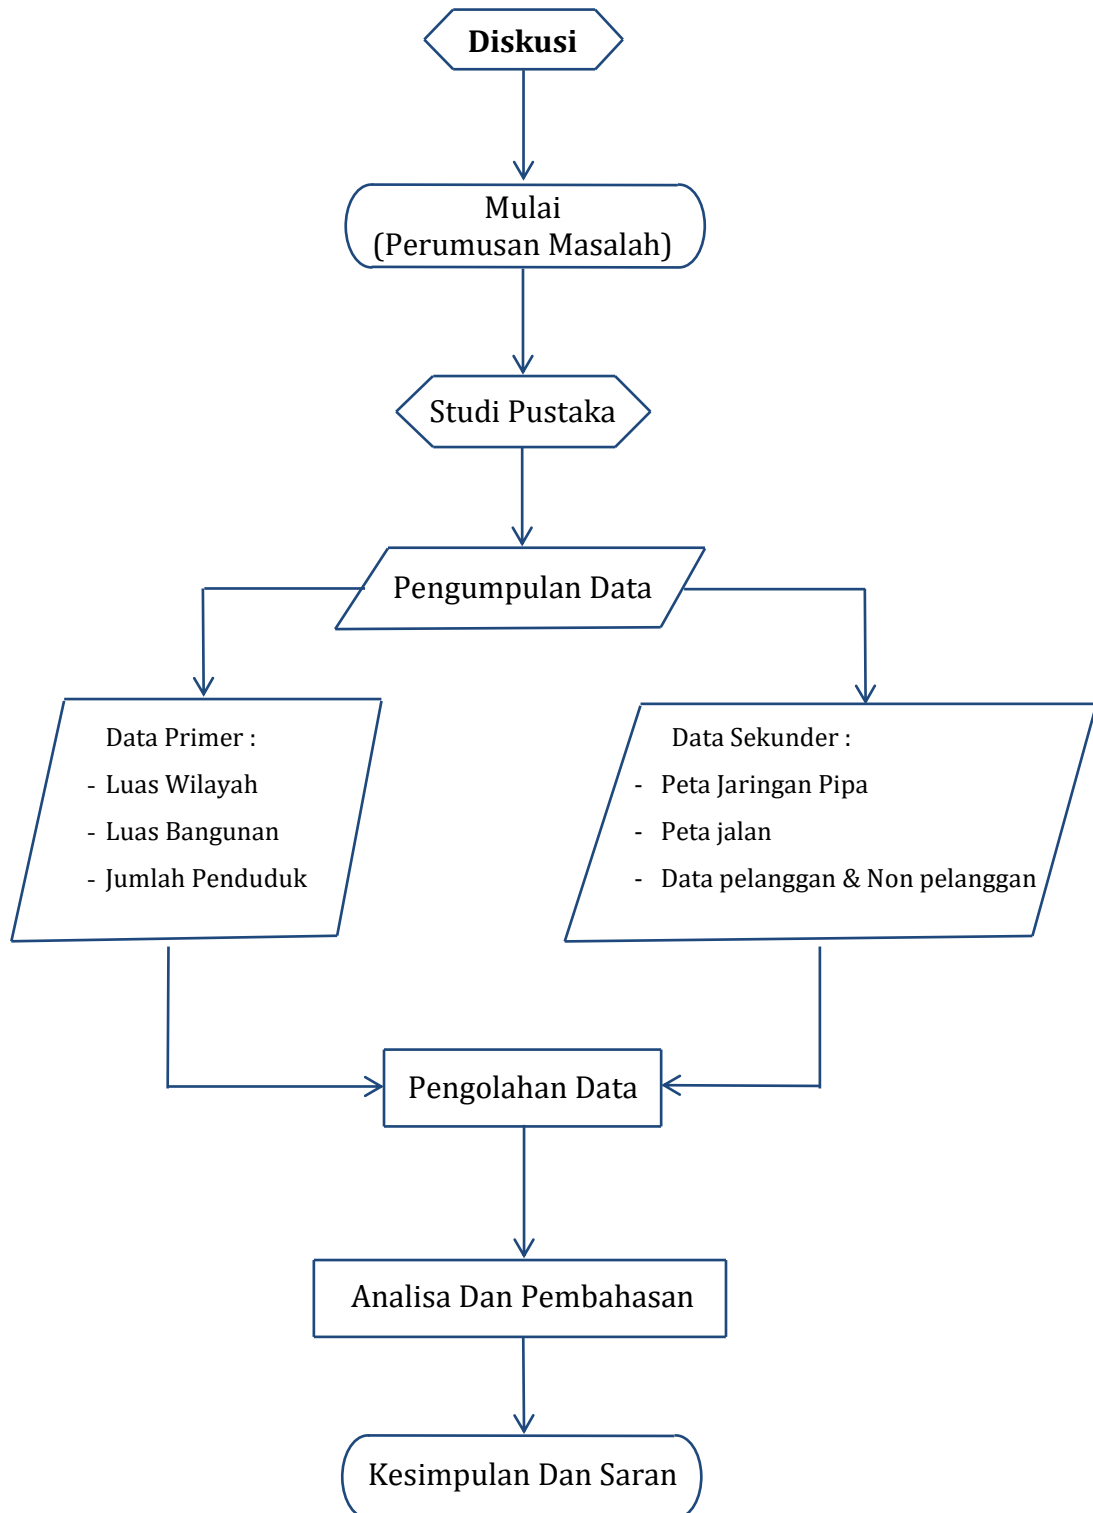 Diskusi
Mulai
(Perumusan Masalah)
Studi Pustaka
Pengumpulan Data
Data Primer :
- Luas Wilayah
- Luas Bangunan
- Jumlah Penduduk
Data Sekunder :
- Peta Jaringan Pipa
- Peta jalan
- Data pelanggan & Non pelanggan
Pengolahan Data
Analisa Dan Pembahasan
Kesimpulan Dan Saran